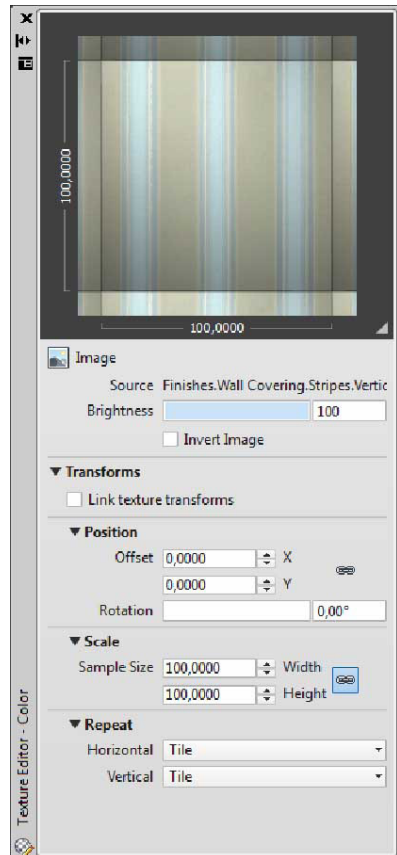 100,0000
100,0000
Image
Source Finishes.Wall Covering.Stripes.Vertic
Brightness 100
Invert Image
Transforms
Link texture transforms
Position
Offset 0,0000 X
0,0000 Y
Rotation 0,00°
Scale
Sample Size 100,0000 Width
100,0000 Height
Repeat
Horizontal Tile
Vertical Tile
Texture Editor - Color